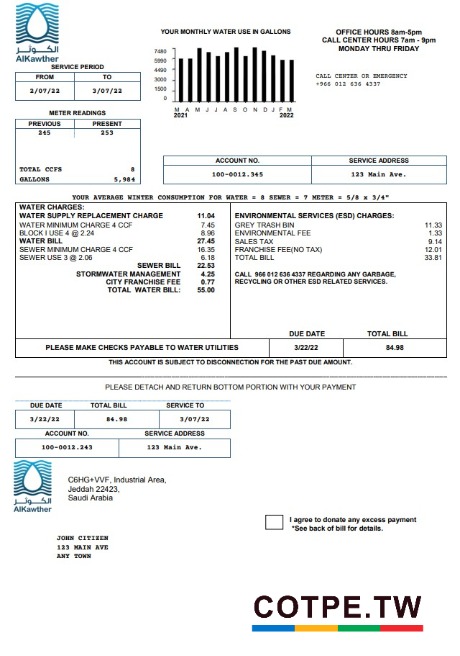 الكوثر
AlKawther
YOUR MONTHLY WATER USE IN GALLONS
7480
5990
4490
3000
1500
0
M A M J J A S O N D J F M
2021 2022
OFFICE HOURS 8am-5pm
CALL CENTER HOURS 7am - 9pm
MONDAY THRU FRIDAY
CALL CENTER OR EMERGENCY
+966 012 636 4337
SERVICE PERIOD
FROM TO
2/07/22 3/07/22
METER READINGS
PREVIOUS PRESENT
245 253
TOTAL CCFS 8
GALLONS 5,984
ACCOUNT NO. SERVICE ADDRESS
100-0012.345 123 Main Ave.
YOUR AVERAGE WINTER CONSUMPTION FOR WATER = 8 SEWER = 7 METER = 5/8 x 3/4"
WATER CHARGES:
WATER SUPPLY REPLACEMENT CHARGE 11.04
WATER MINIMUM CHARGE 4 CCF 7.45
BLOCK I USE 4 @ 2.24 8.96
WATER BILL 27.45
SEWER MINIMUM CHARGE 4 CCF 16.35
SEWER USE 3 @ 2.06 6.18
SEWER BILL 22.53
STORMWATER MANAGEMENT 4.25
CITY FRANCHISE FEE 0.77
TOTAL WATER BILL: 55.00
ENVIRONMENTAL SERVICES (ESD) CHARGES:
GREY TRASH BIN 11.33
ENVIRONMENTAL FEE 1.33
SALES TAX 9.14
FRANCHISE FEE(NO TAX) 12.01
TOTAL BILL 33.81
CALL 966 012 636 4337 REGARDING ANY GARBAGE,
RECYCLING OR OTHER ESD RELATED SERVICES.
DUE DATE TOTAL BILL
PLEASE MAKE CHECKS PAYABLE TO WATER UTILITIES 3/22/22 84.98
THIS ACCOUNT IS SUBJECT TO DISCONNECTION FOR THE PAST DUE AMOUNT.
PLEASE DETACH AND RETURN BOTTOM PORTION WITH YOUR PAYMENT
DUE DATE TOTAL BILL SERVICE TO
3/22/22 84.98 3/07/22
ACCOUNT NO. SERVICE ADDRESS
100-0012.243 123 Main Ave.
الكوثر
AlKawther
C6HG+VVF, Industrial Area,
Jeddah 22423,
Saudi Arabia
I agree to donate any excess payment
*See back of bill for details.
JOHN CITIZEN
123 MAIN AVE
ANY TOWN
COTPE.TW